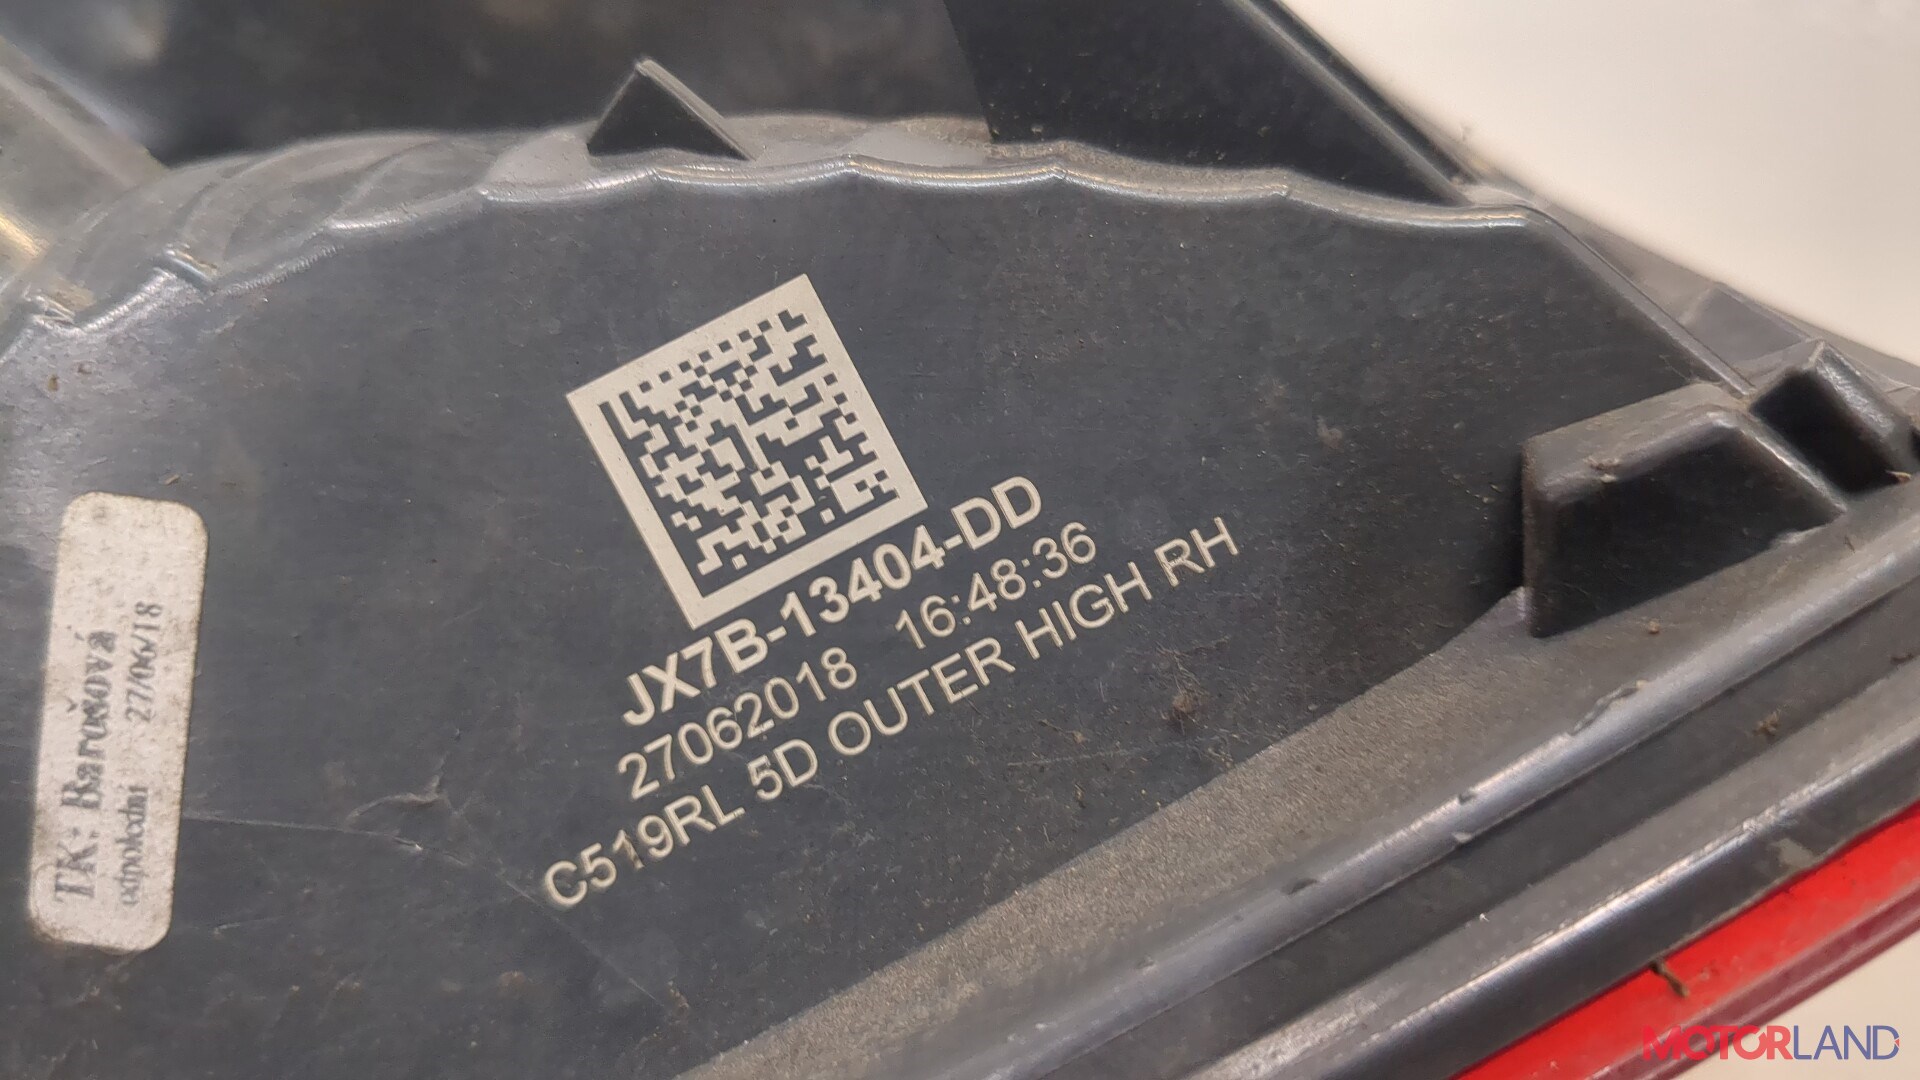 JX7B-13404-DD
27062018 16:48:36
C519RL 5D OUTER HIGH RH
TK: Barošová
odpoledni 27/06/18
MOTORLAND